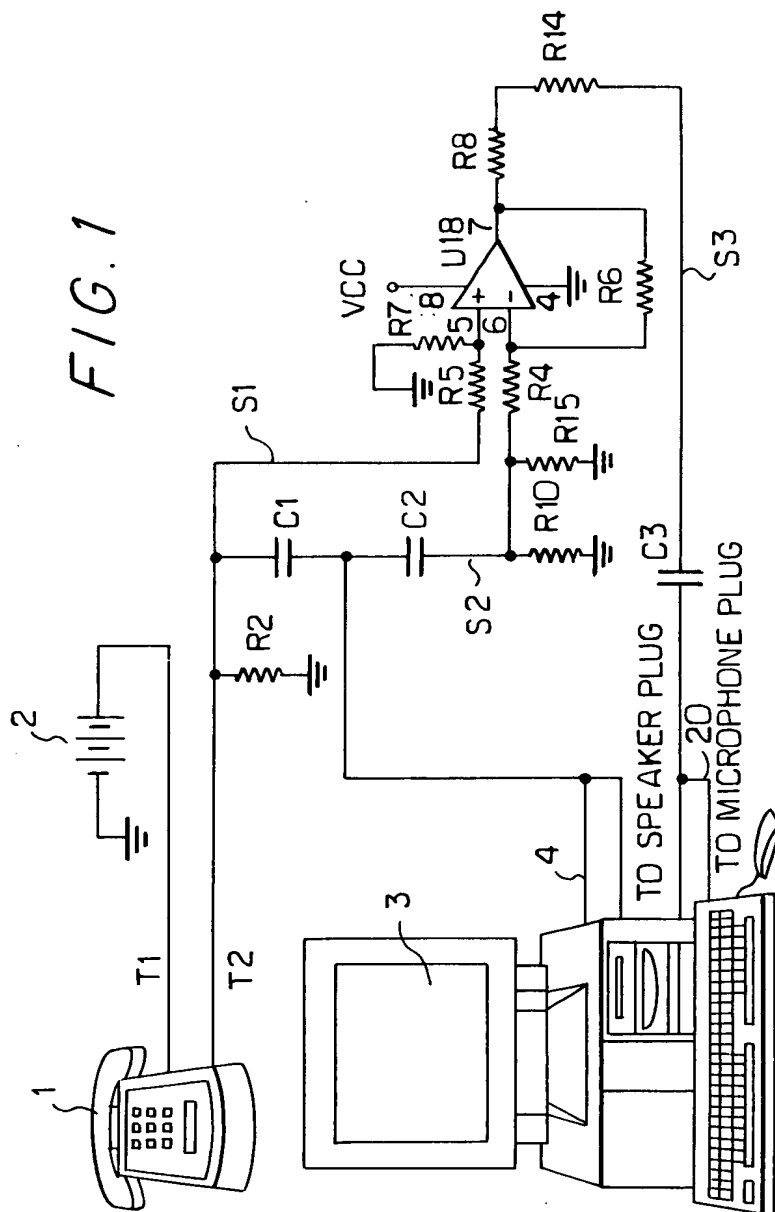 FIG. 1
1
T1
T2
2
R2
S1
C1
C2
S2
R10
R15
R4
R5
R7
VCC
8
5
6
+
-
4
U18
7
R6
R8
R14
S3
C3
3
4
TO SPEAKER PLUG
20
TO MICROPHONE PLUG